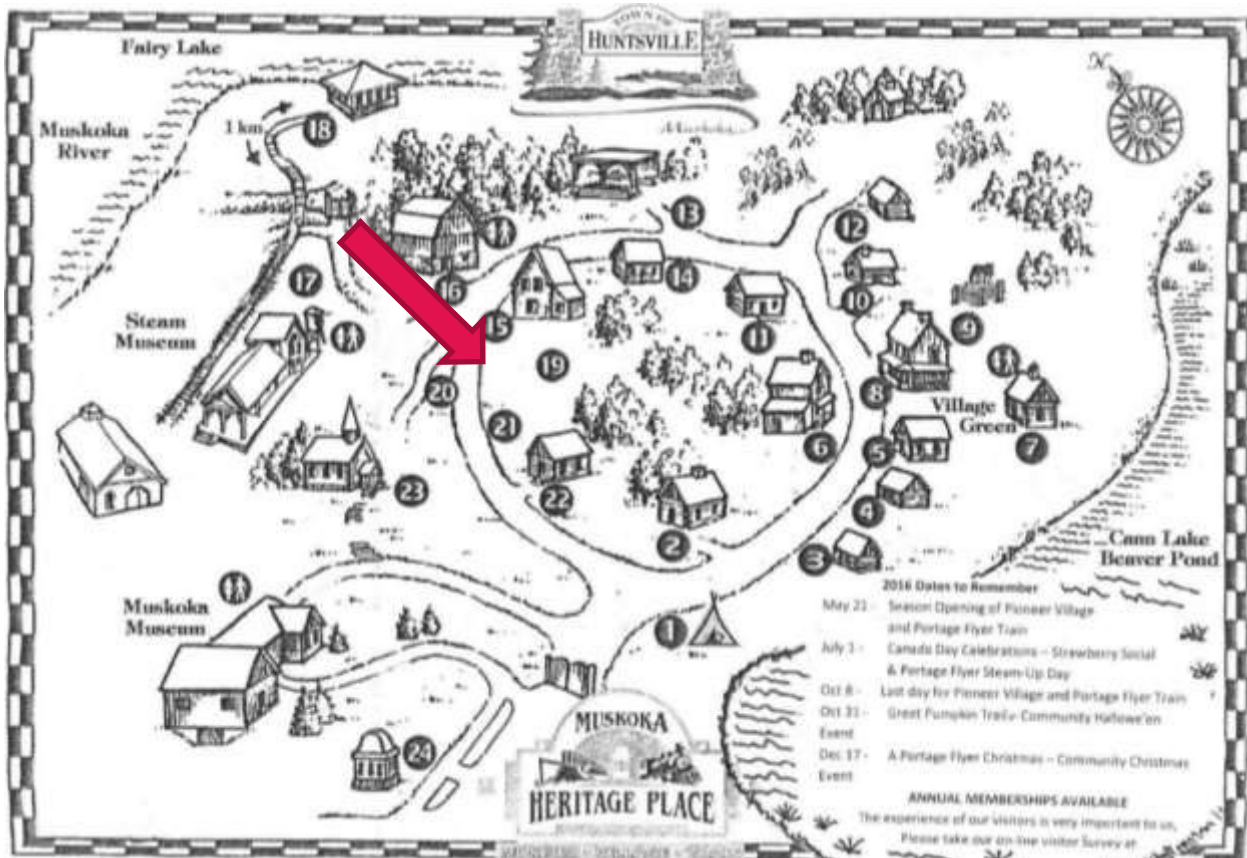 TOWN OF
HUNTSVILLE
Fairy Lake
Muskoka
River
1 km
18
N
Muskoka
13
12
14
16
17
10
15
11
9
Steam
Museum
19
20
8
Village
Green
21
6
5
7
22
23
4
2
3
Cann Lake
Beaver Pond
Muskoka
Museum
1
24
MUSKOKA
HERITAGE PLACE
2016 Dates to Remember
May 21 - Season Opening of Pioneer Village
and Portage Flyer Train
July 1 - Canada Day Celebrations – Strawberry Social
& Portage Flyer Steam-Up Day
Oct 8 - Last day for Pioneer Village and Portage Flyer Train
Oct 31 - Great Pumpkin Trail - Community Hallowe'en
Event
Dec 17 - A Portage Flyer Christmas – Community Christmas
Event
ANNUAL MEMBERSHIPS AVAILABLE
The experience of our visitors is very important to us,
Please take our on-line visitor Survey at